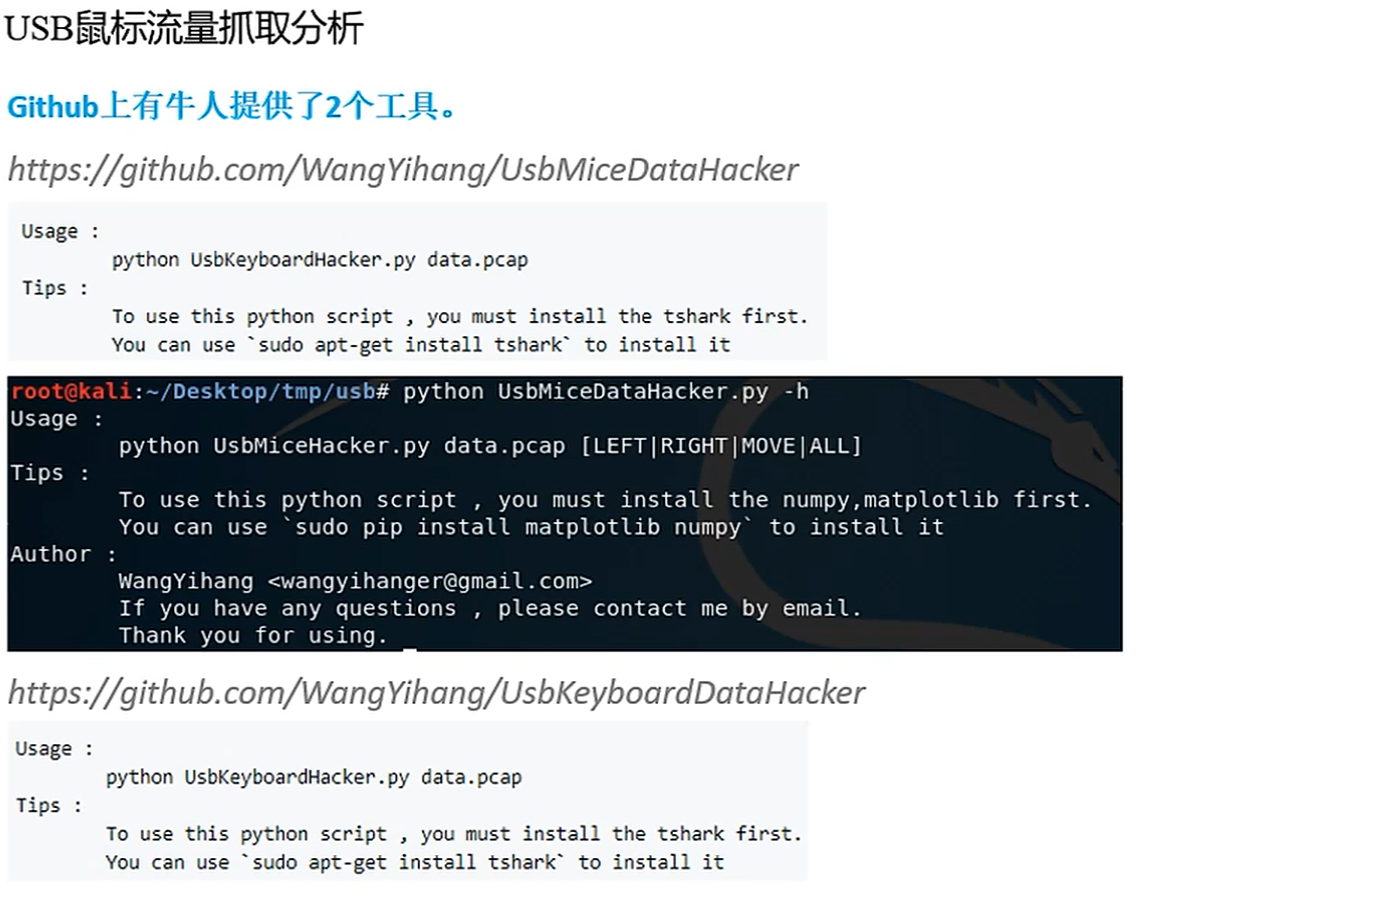 USB鼠标流量抓取分析
Github上有牛人提供了2个工具。
https://github.com/WangYihang/UsbMiceDataHacker
Usage :
python UsbKeyboardHacker.py data.pcap
Tips :
To use this python script , you must install the tshark first.
You can use `sudo apt-get install tshark` to install it
root@kali:~/Desktop/tmp/usb# python UsbMiceDataHacker.py -h
Usage :
python UsbMiceHacker.py data.pcap [LEFT|RIGHT|MOVE|ALL]
Tips :
To use this python script , you must install the numpy,matplotlib first.
You can use `sudo pip install matplotlib numpy` to install it
Author :
WangYihang <wangyihanger@gmail.com>
If you have any questions , please contact me by email.
Thank you for using.
https://github.com/WangYihang/UsbKeyboardDataHacker
Usage :
python UsbKeyboardHacker.py data.pcap
Tips :
To use this python script , you must install the tshark first.
You can use `sudo apt-get install tshark` to install it